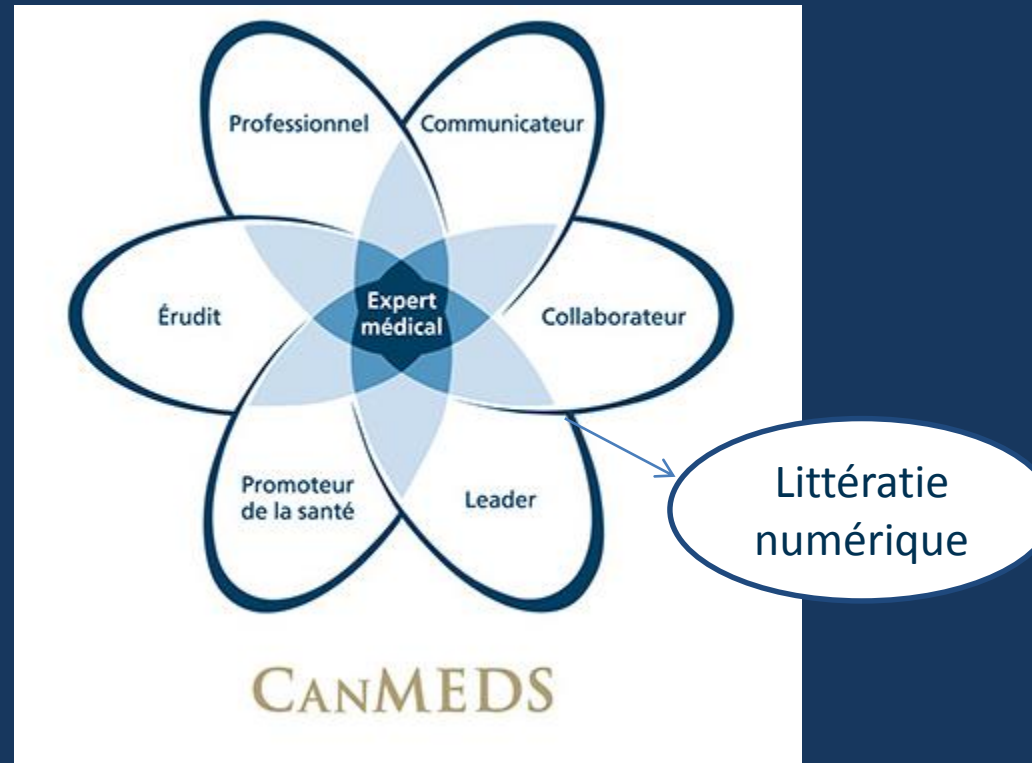 Professionnel
Communicateur
Érudit
Expert
médical
Collaborateur
Promoteur
de la santé
Leader
Littératie
numérique
CANMEDS